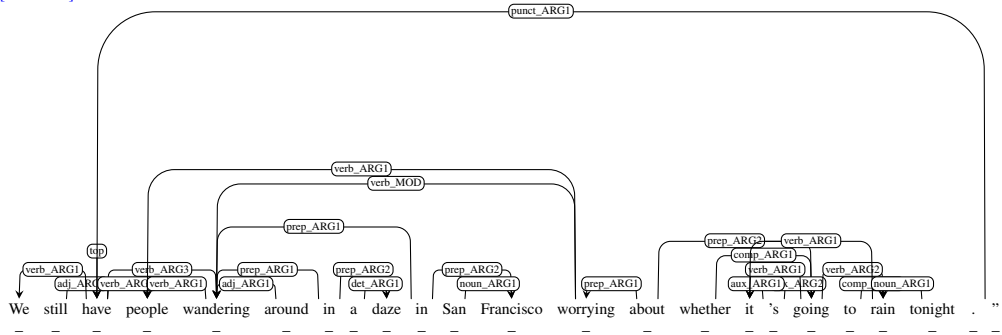 punct_ARG1
verb_ARG1
verb_MOD
prep_ARG1
top
prep_ARG2 verb_ARG1
comp_ARG1
verb_ARG1 verb_ARG3 prep_ARG1 prep_ARG2 prep_ARG2 verb_ARG1 verb_ARG2
verb_ARG1 adj_ARG1 det_ARG1 noun_ARG1 prep_ARG1 aux_ARG1 noun_ARG1
We still have people wandering around in a daze in San Francisco worrying about whether it 's going to rain tonight . ”